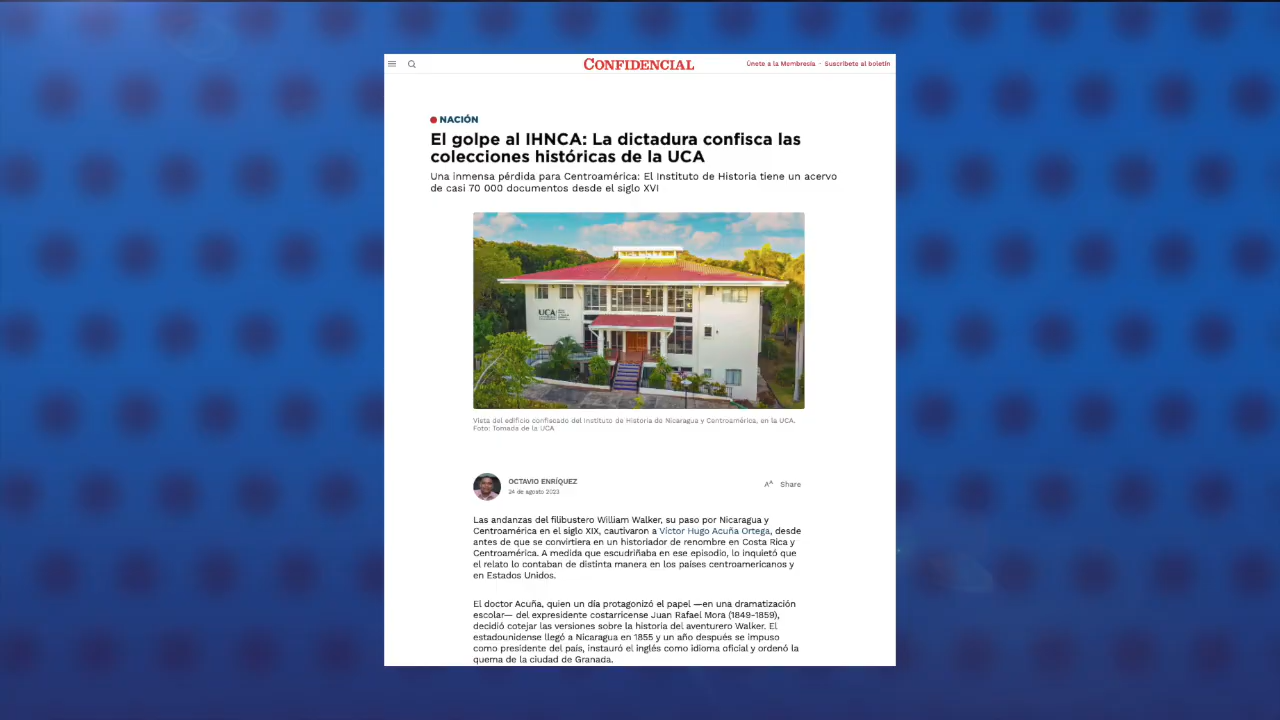 CONFIDENCIAL
Únete a la Membresía · Suscríbete al boletín
NACIÓN
El golpe al IHNCA: La dictadura confisca las
colecciones históricas de la UCA
Una inmensa pérdida para Centroamérica: El Instituto de Historia tiene un acervo
de casi 70 000 documentos desde el siglo XVI
UCA
Vista del edificio confiscado del Instituto de Historia de Nicaragua y Centroamérica, en la UCA.
Foto: Tomada de la UCA
OCTAVIO ENRÍQUEZ
24 de agosto 2023
AA Share
Las andanzas del filibustero William Walker, su paso por Nicaragua y
Centroamérica en el siglo XIX, cautivaron a Víctor Hugo Acuña Ortega, desde
antes de que se convirtiera en un historiador de renombre en Costa Rica y
Centroamérica. A medida que escudriñaba en ese episodio, lo inquietó que
el relato lo contaban de distinta manera en los países centroamericanos y
en Estados Unidos.
El doctor Acuña, quien un día protagonizó el papel —en una dramatización
escolar— del expresidente costarricense Juan Rafael Mora (1849-1859),
decidió cotejar las versiones sobre la historia del aventurero Walker. El
estadounidense llegó a Nicaragua en 1855 y un año después se impuso
como presidente del país, instauró el inglés como idioma oficial y ordenó la
quema de la ciudad de Granada.